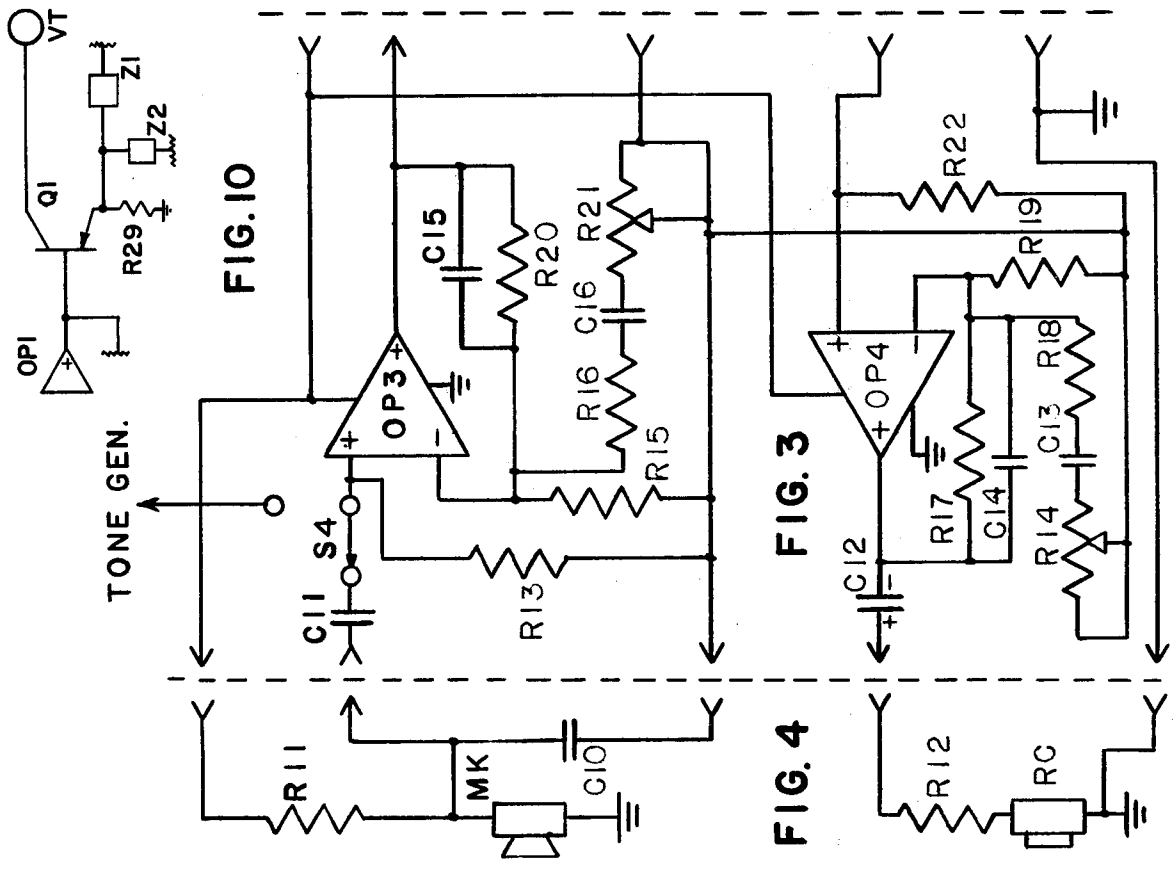 VT
Z1
Z2
Q1
R29
OP1
+
FIG. 10
TONE GEN.
C15
R20
R21
C16
R16
R15
OP3
+
+
-
S4
C11
R13
R22
R19
OP4
+
-
+
R18
C13
R14
R17
C14
C12
-
+
FIG. 3
R11
MK
C10
R12
RC
FIG. 4